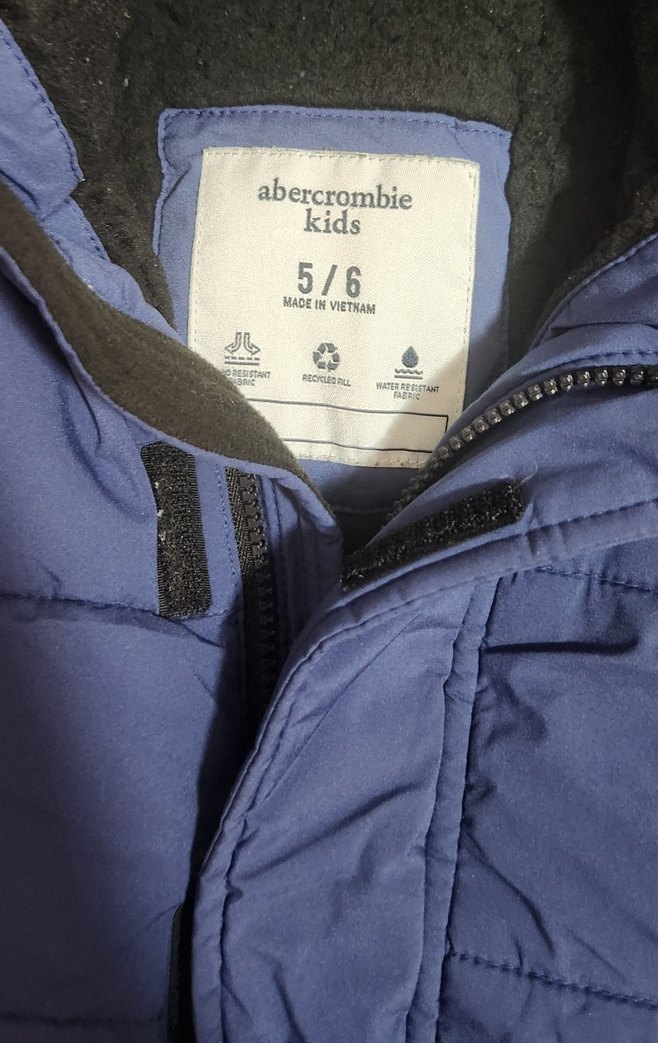 abercrombie
kids
5 / 6
MADE IN VIETNAM
RESISTANT
FABRIC
RECYCLED FILL
WATER RESISTANT
FABRIC